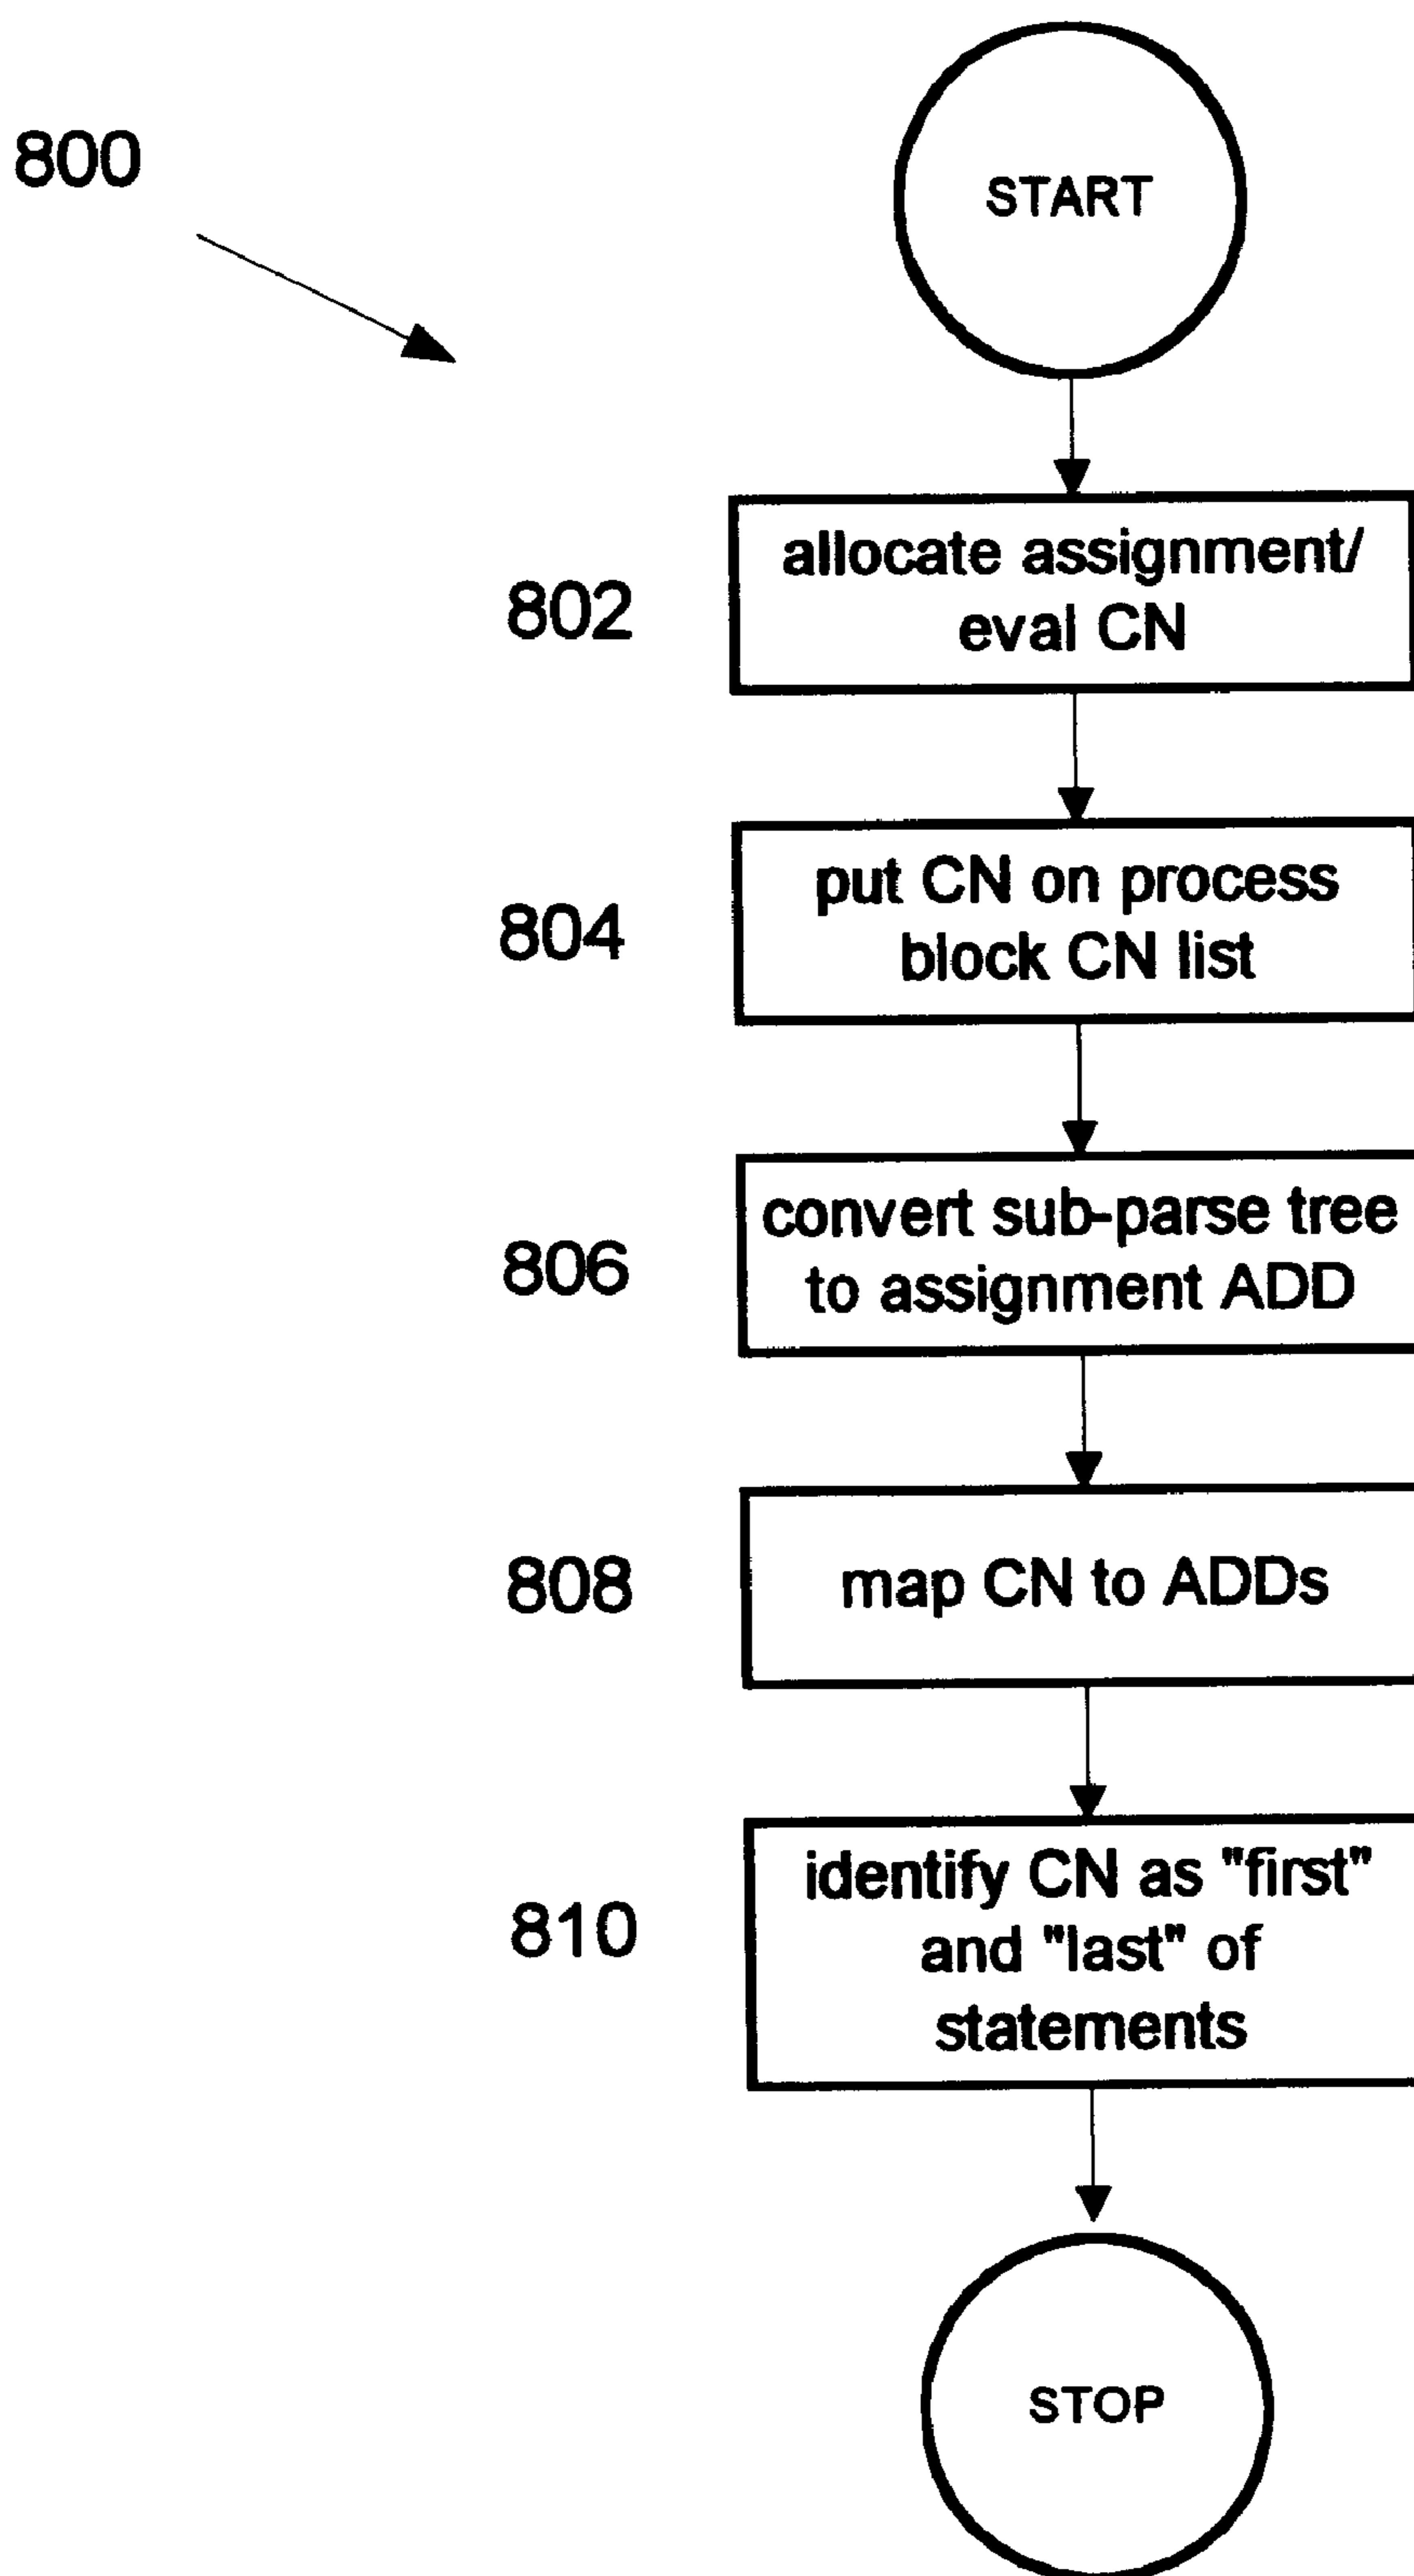 800
START
802
allocate assignment/
eval CN
804
put CN on process
block CN list
806
convert sub-parse tree
to assignment ADD
808
map CN to ADDs
810
identify CN as "first"
and "last" of
statements
STOP